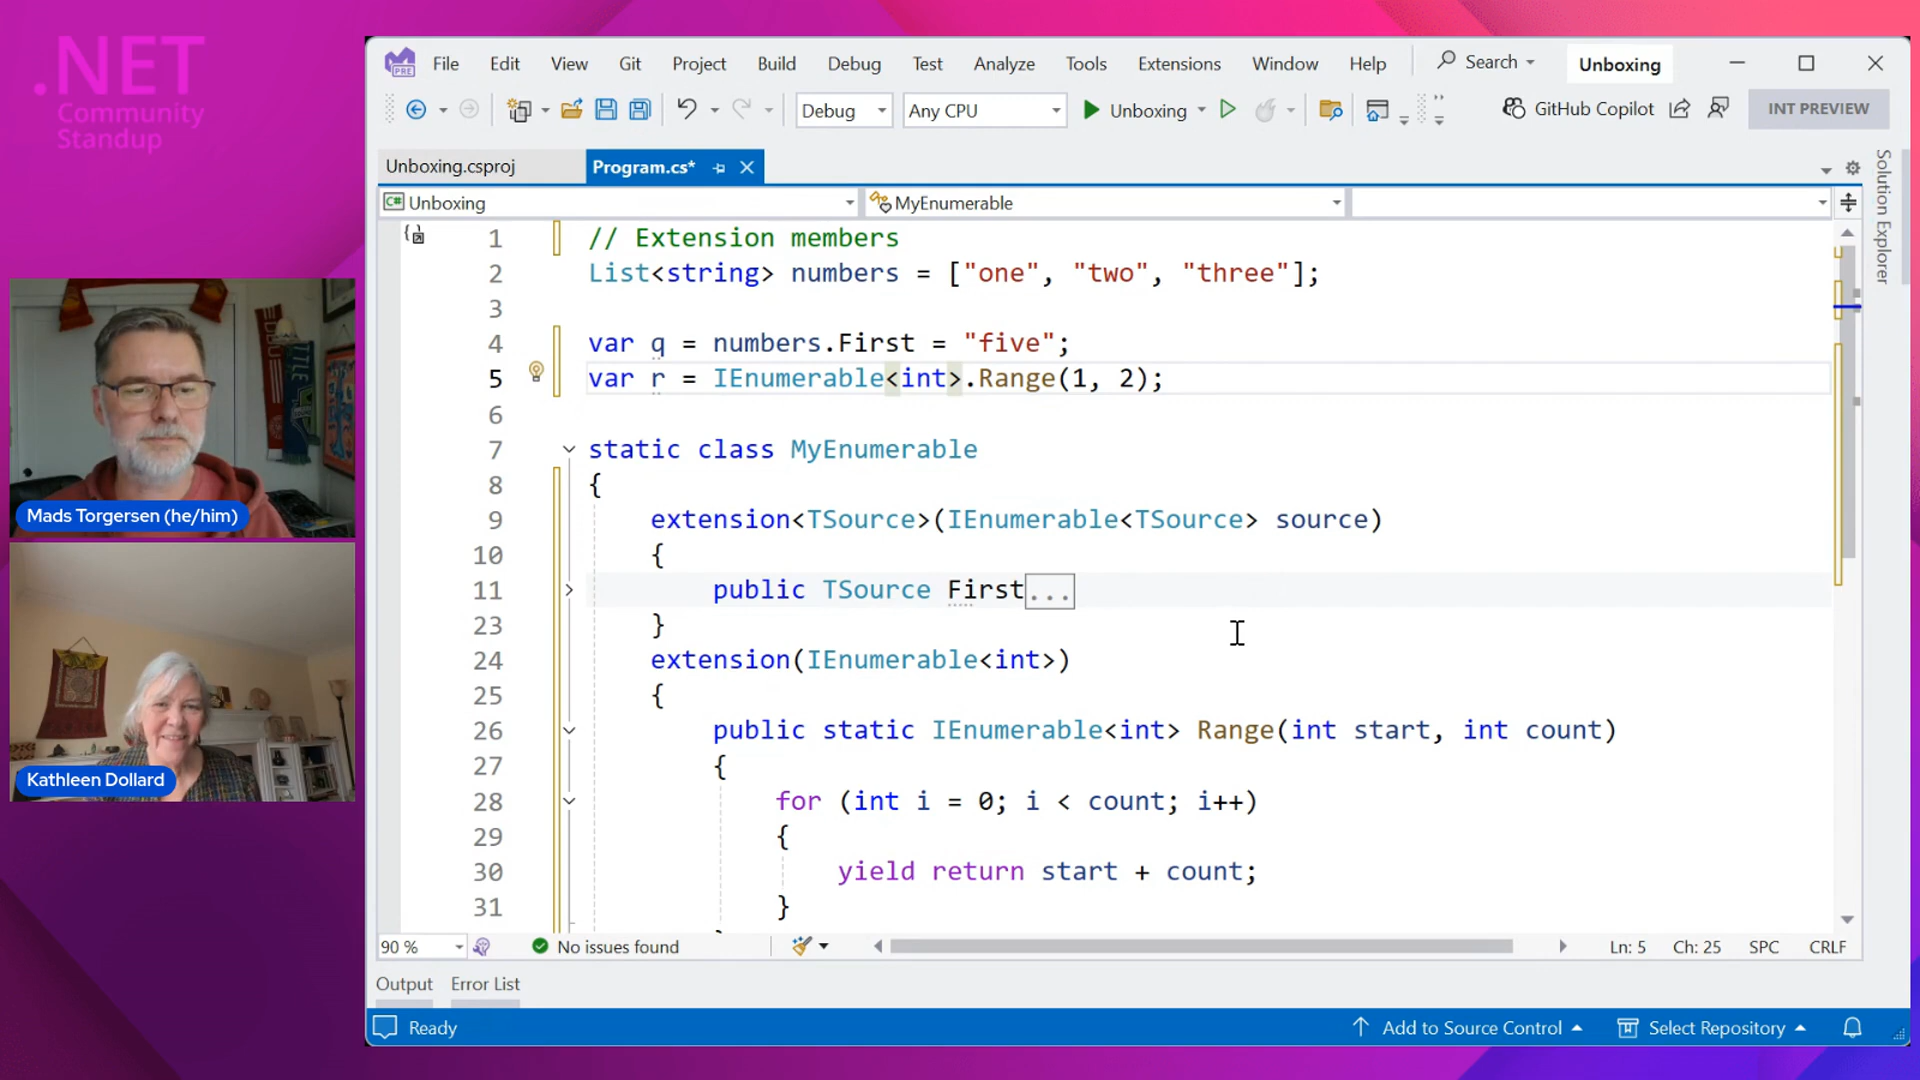 .NET
Community
Standup
Mads Torgersen (he/him)
Kathleen Dollard
PRE
File Edit View Git Project Build Debug Test Analyze Tools Extensions Window Help Search Unboxing
Debug Any CPU Unboxing GitHub Copilot INT PREVIEW
Unboxing.csproj Program.cs*
C# Unboxing MyEnumerable
Solution Explorer
1 // Extension members
2 List<string> numbers = ["one", "two", "three"];
3
4 var q = numbers.First = "five";
5 var r = IEnumerable<int>.Range(1, 2);
6
7 static class MyEnumerable
8 {
9 extension<TSource>(IEnumerable<TSource> source)
10 {
11 public TSource First...
23 }
24 extension(IEnumerable<int>)
25 {
26 public static IEnumerable<int> Range(int start, int count)
27 {
28 for (int i = 0; i < count; i++)
29 {
30 yield return start + count;
31 }
90 % No issues found Ln: 5 Ch: 25 SPC CRLF
Output Error List
Ready Add to Source Control Select Repository